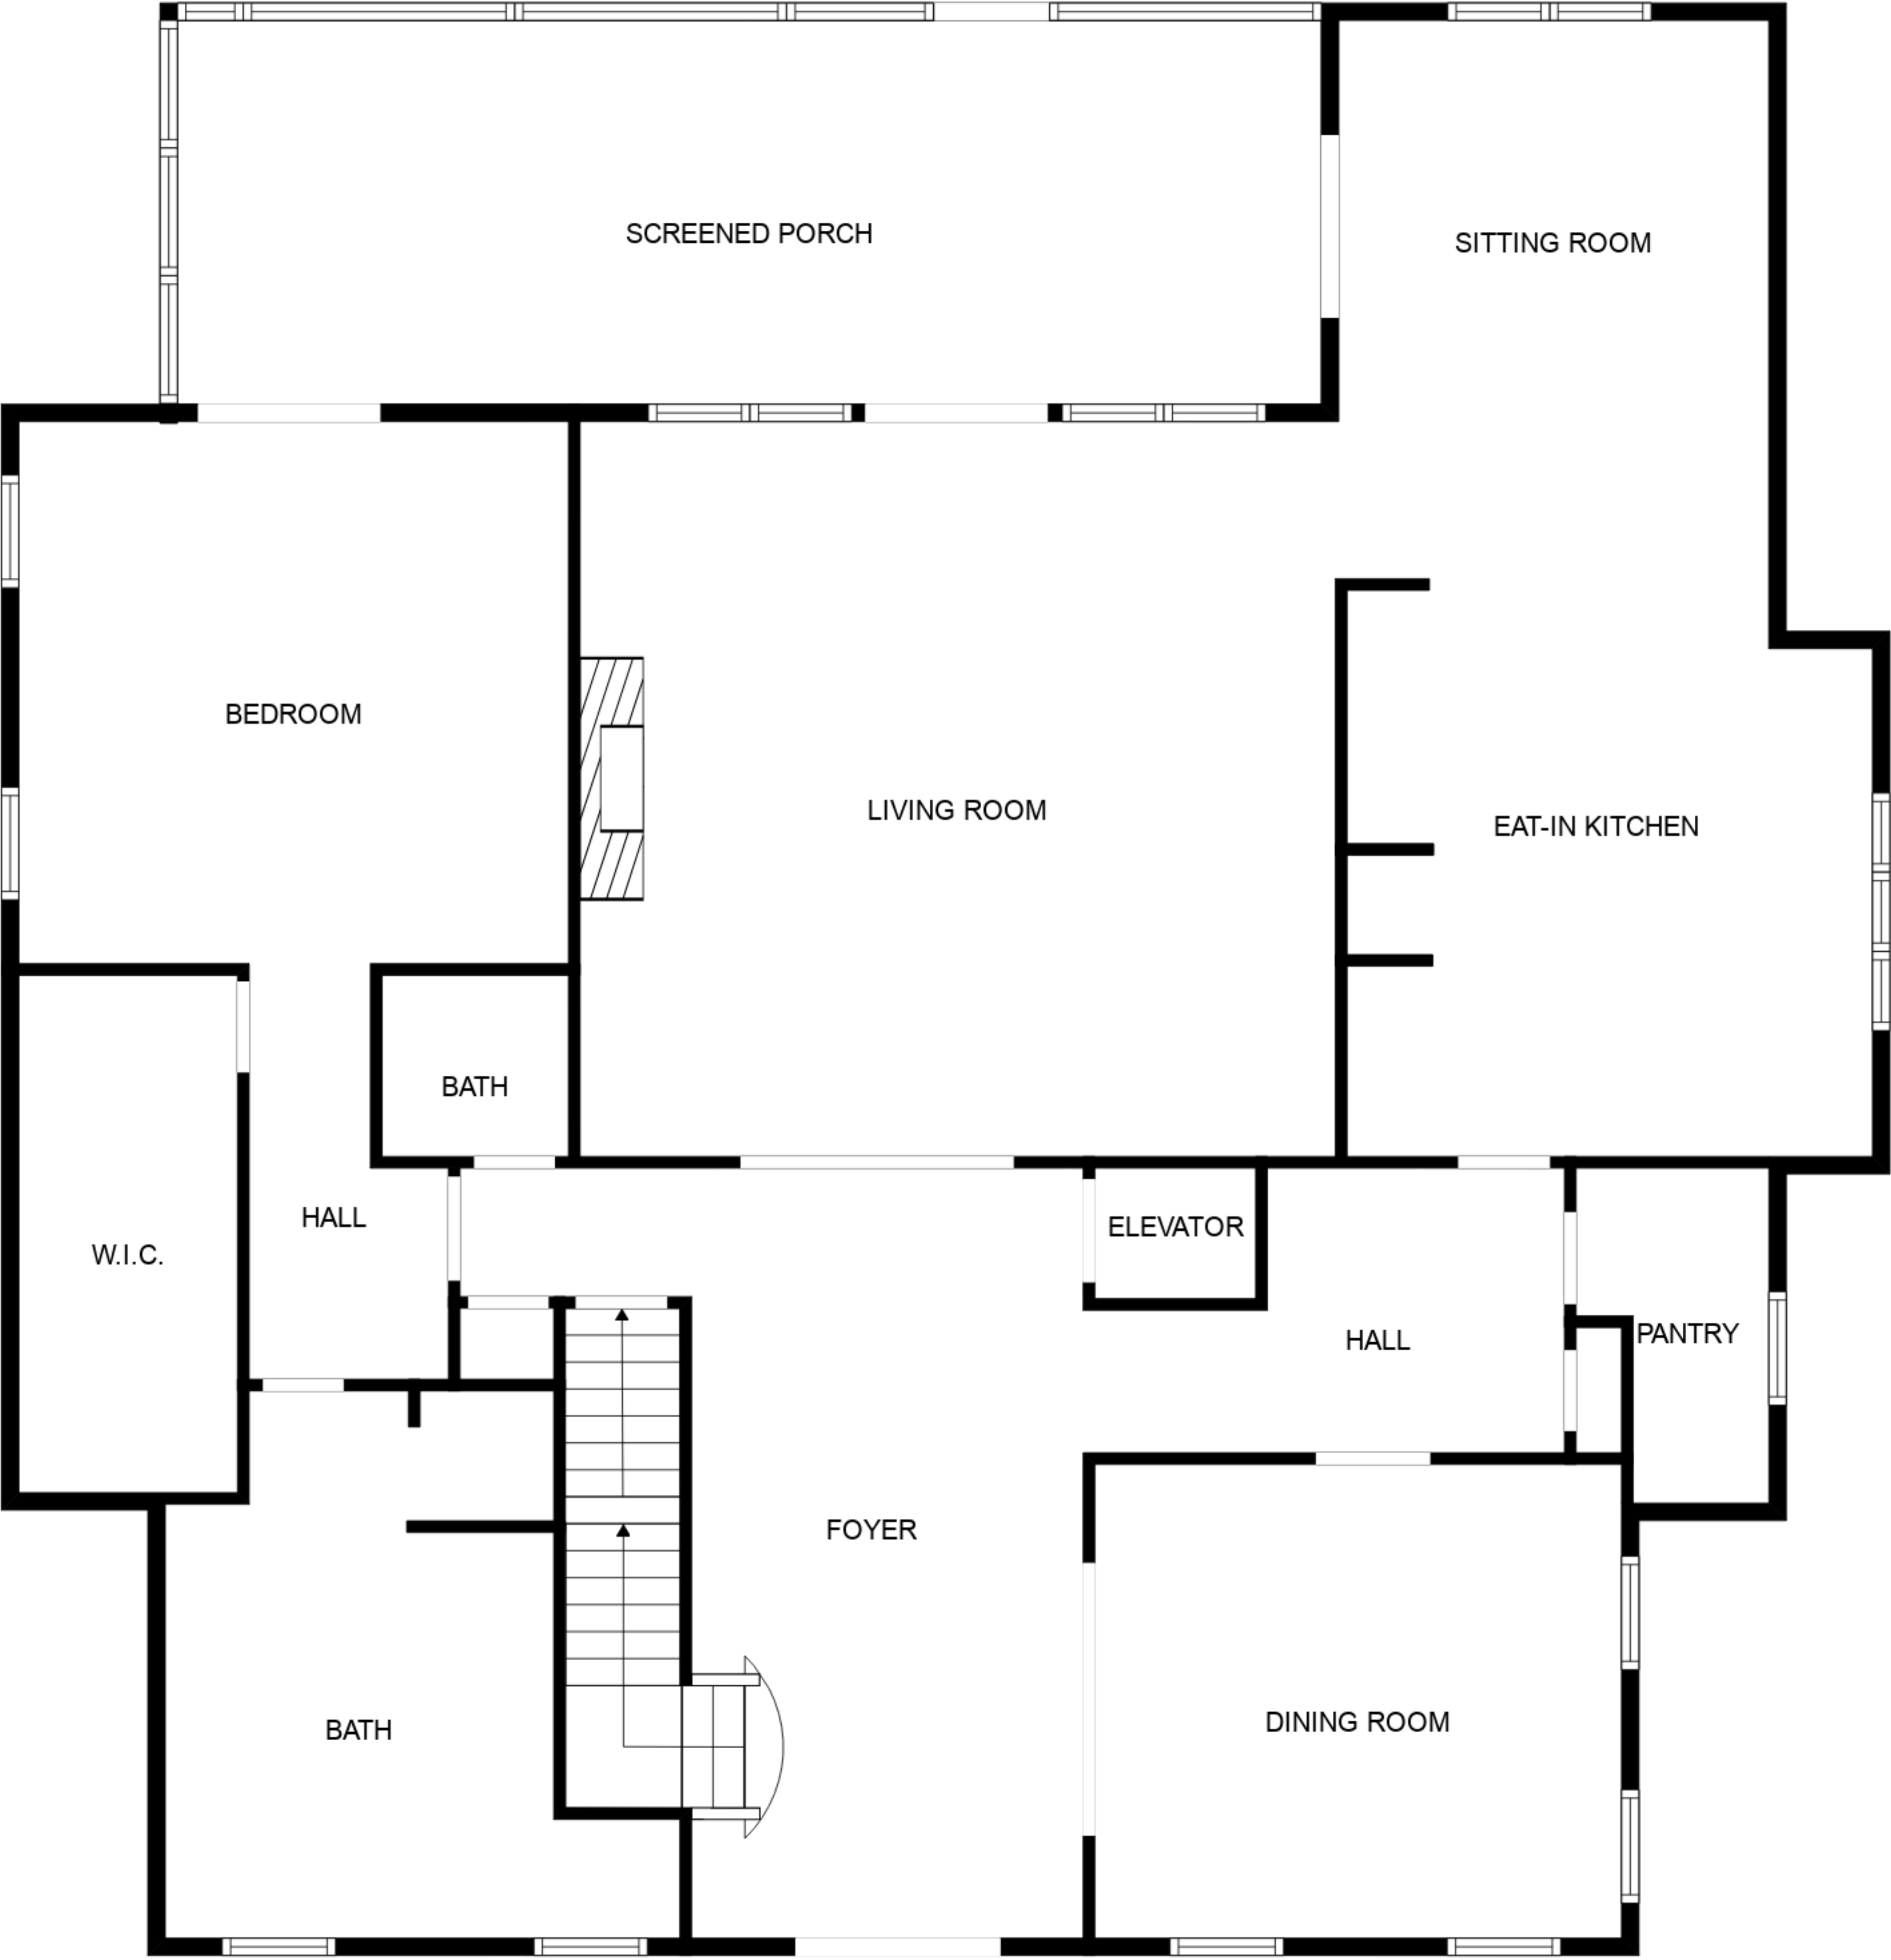 SCREENED PORCH
SITTING ROOM
BEDROOM
LIVING ROOM
EAT-IN KITCHEN
BATH
HALL
ELEVATOR
W.I.C.
HALL
PANTRY
FOYER
BATH
DINING ROOM